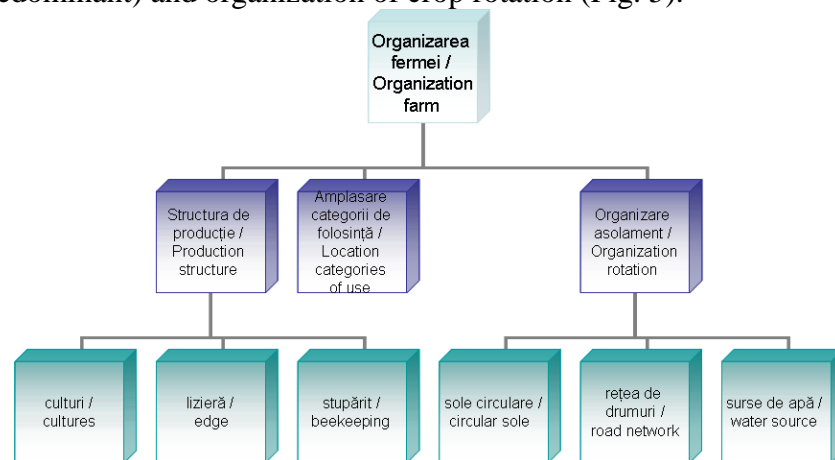 edominant) and organization of crop rotation (Fig. 3).
Organizarea
fermei /
Organization
farm
Structura de
producție /
Production
structure
Amplasare
categorii de
folosință /
Location
categories
of use
Organizare
asolament /
Organization
rotation
culturi /
cultures
lizieră /
edge
stupărit /
beekeeping
sole circulare /
circular sole
rețea de
drumuri /
road network
surse de apă /
water source